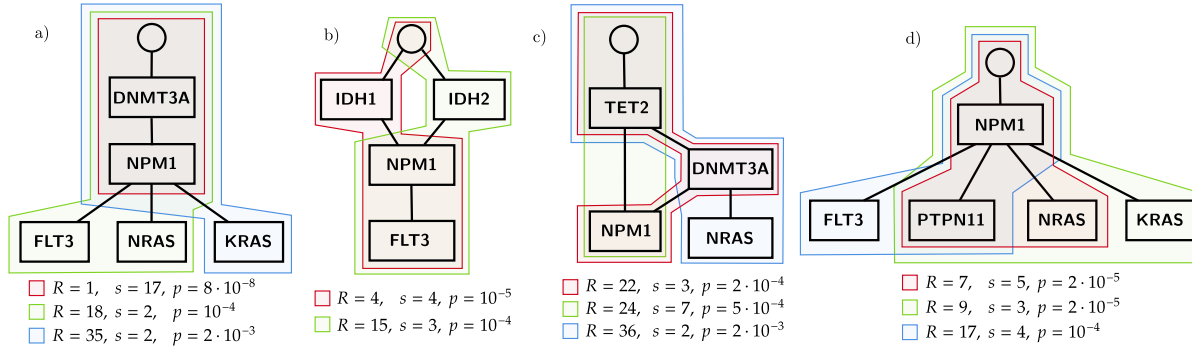 a)
DNMT3A
NPM1
FLT3 NRAS KRAS
R = 1, s = 17, p = 8 · 10⁻⁸
R = 18, s = 2, p = 10⁻⁴
R = 35, s = 2, p = 2 · 10⁻³
b)
IDH1 IDH2
NPM1
FLT3
R = 4, s = 4, p = 10⁻⁵
R = 15, s = 3, p = 10⁻⁴
c)
TET2
DNMT3A
NPM1 NRAS
R = 22, s = 3, p = 2 · 10⁻⁴
R = 24, s = 7, p = 5 · 10⁻⁴
R = 36, s = 2, p = 2 · 10⁻³
d)
NPM1
FLT3 PTPN11 NRAS KRAS
R = 7, s = 5, p = 2 · 10⁻⁵
R = 9, s = 3, p = 2 · 10⁻⁵
R = 17, s = 4, p = 10⁻⁴